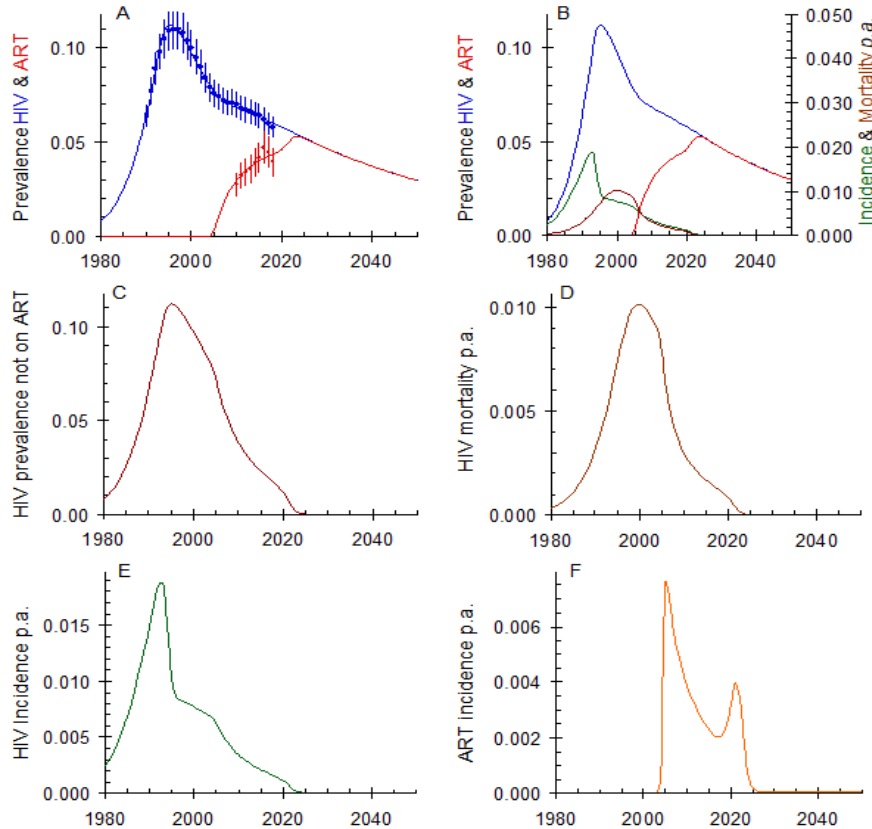 A
Prevalence HIV & ART
0.10
0.05
0.00
1980 2000 2020 2040
B
Prevalence HIV & ART
0.10
0.05
0.00
0.050
0.040
0.030
0.020
0.010
0.000
Incidence & Mortality p.a.
1980 2000 2020 2040
C
HIV prevalence not on ART
0.10
0.05
0.00
1980 2000 2020 2040
D
HIV mortality p.a.
0.010
0.005
0.000
1980 2000 2020 2040
E
HIV Incidence p.a.
0.015
0.010
0.005
0.000
1980 2000 2020 2040
F
ART incidence p.a.
0.006
0.004
0.002
0.000
1980 2000 2020 2040